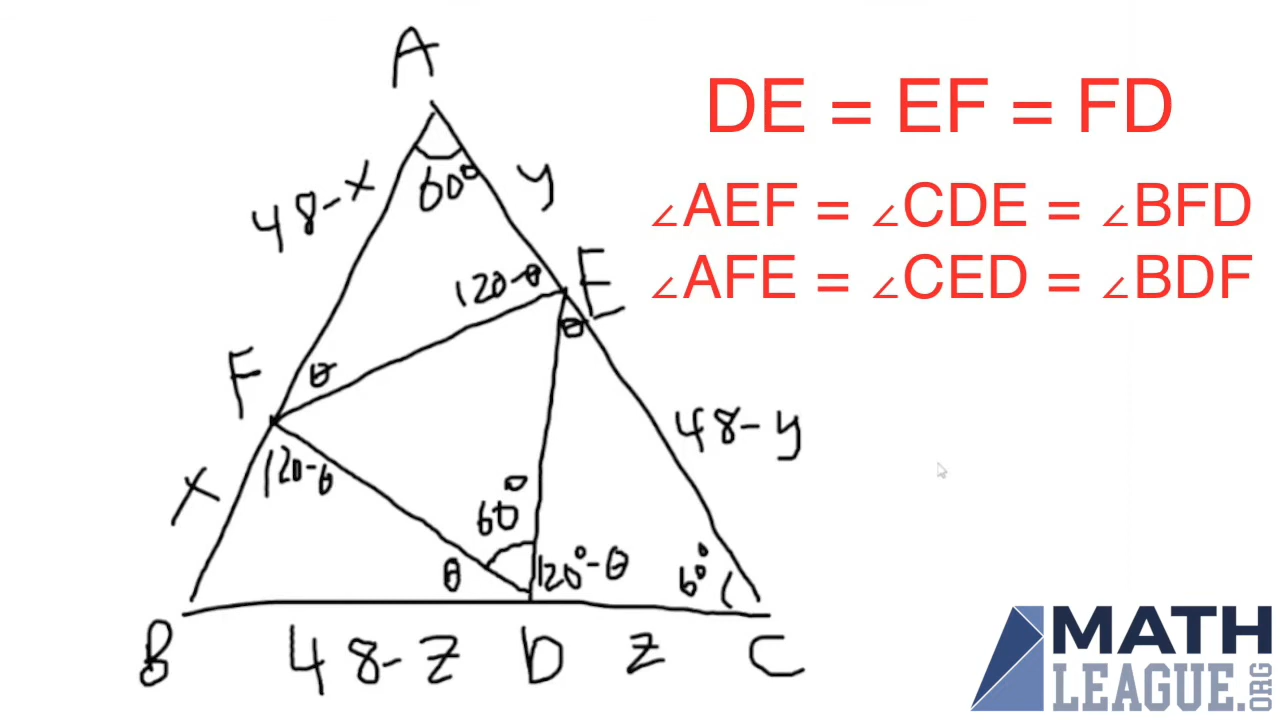 A
DE = EF = FD
48-x
60°
y
∠AEF = ∠CDE = ∠BFD
∠AFE = ∠CED = ∠BDF
120-θ
E
θ
F
θ
48-y
x
120-θ
60°
θ
120°-θ
60°
B
48-z
D
z
C
MATH
LEAGUE.ORG